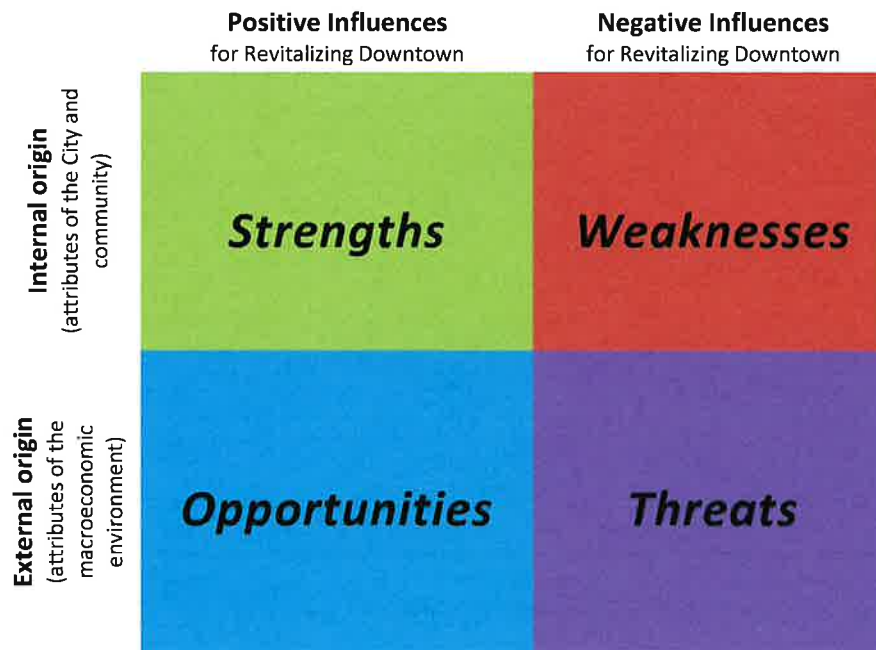 Positive Influences
for Revitalizing Downtown
Negative Influences
for Revitalizing Downtown
Internal origin
(attributes of the City and
community)
Strengths
Weaknesses
External origin
(attributes of the
macroeconomic
environment)
Opportunities
Threats